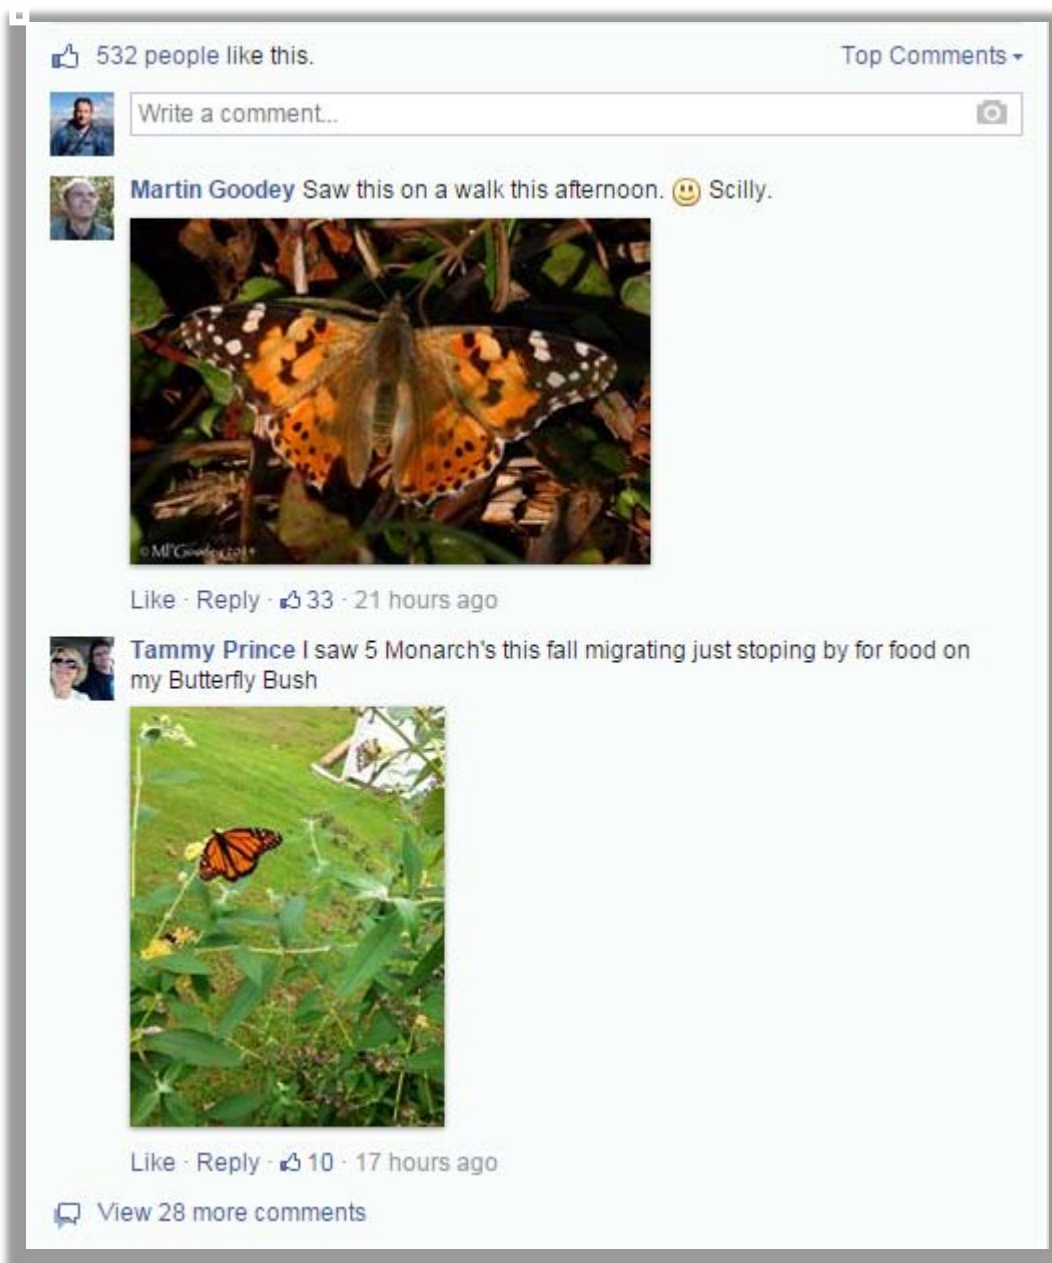 532 people like this.
Top Comments
Write a comment...
Martin Goodey Saw this on a walk this afternoon. Scilly.
Like · Reply · 33 · 21 hours ago
Tammy Prince I saw 5 Monarch's this fall migrating just stoping by for food on
my Butterfly Bush
Like · Reply · 10 · 17 hours ago
View 28 more comments